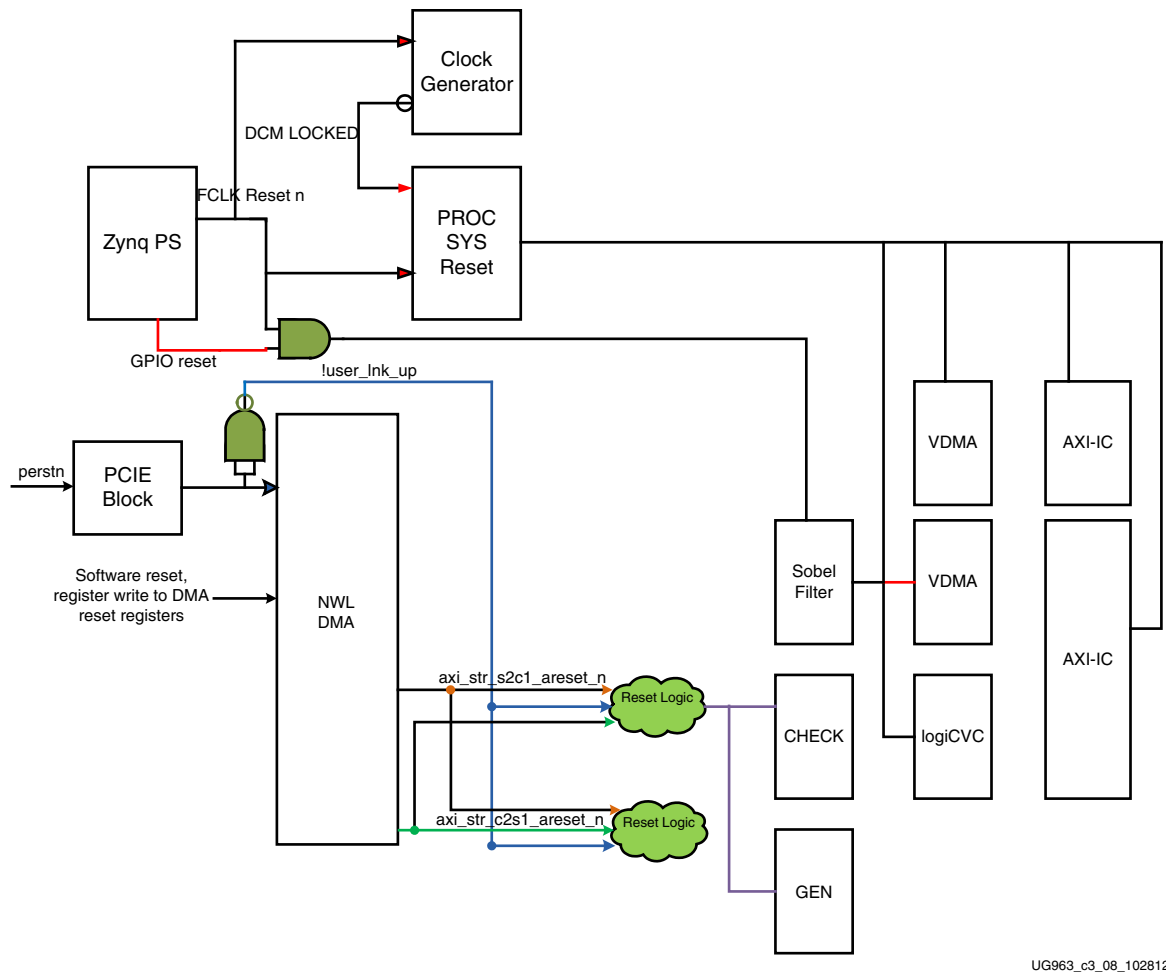 Clock
Generator
DCM LOCKED
FCLK Reset n
Zynq PS
PROC
SYS
Reset
GPIO reset
!user_lnk_up
perstn
PCIE
Block
VDMA
AXI-IC
Software reset,
register write to DMA
reset registers
NWL
DMA
Sobel
Filter
VDMA
AXI-IC
axi_str_s2c1_areset_n
Reset Logic
CHECK
logiCVC
axi_str_c2s1_areset_n
Reset Logic
GEN
UG963_c3_08_102812